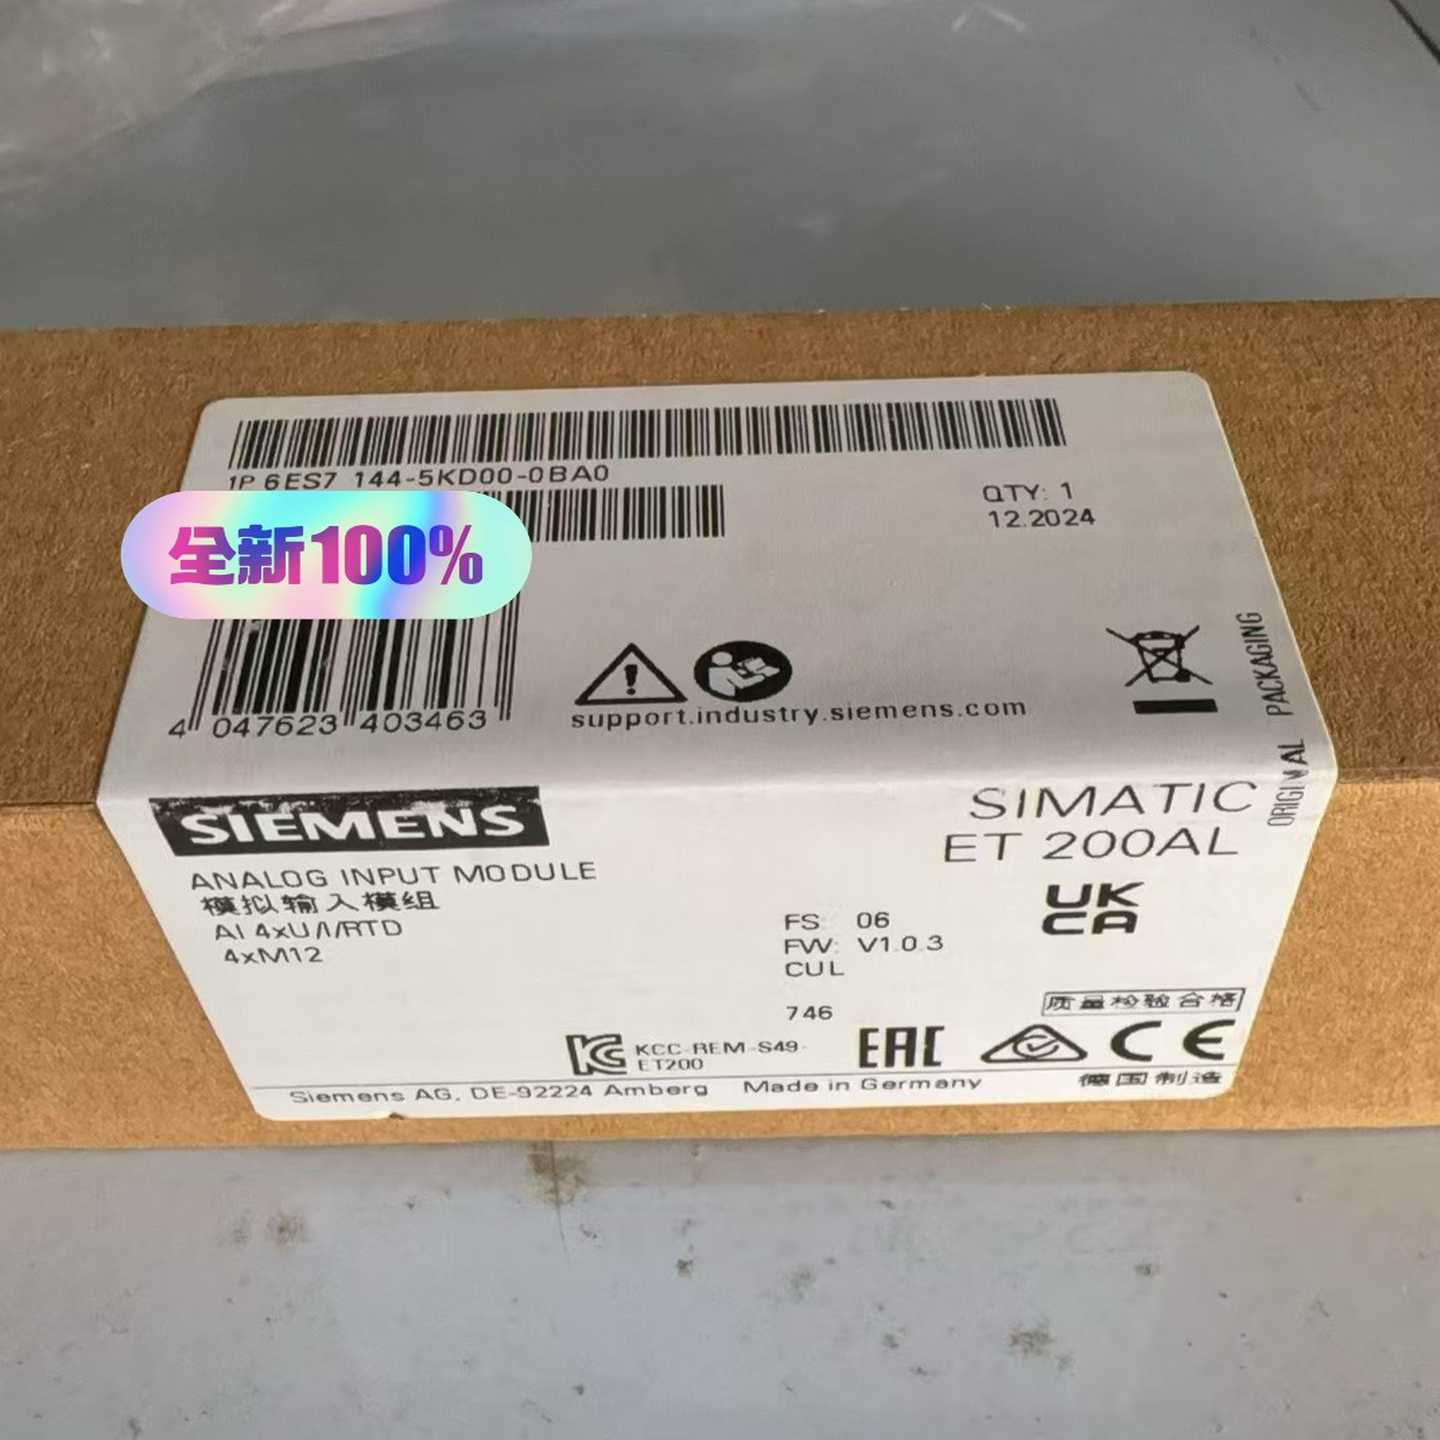 1P 6ES7 144-5KD00-0BA0
QTY: 1
12.2024
全新100%
4 047623 403463
support.industry.siemens.com
ORIGINAL PACKAGING
SIEMENS
SIMATIC
ET 200AL
ANALOG INPUT MODULE
模拟输入模组
AI 4xU/I/RTD
4xM12
FS: 06
FW: V1.0.3
CUL
746
UK
CA
质量检验合格
KC
KCC-REM-S49-
ET200
EAC
CE
Siemens AG, DE-92224 Amberg Made in Germany
德国制造